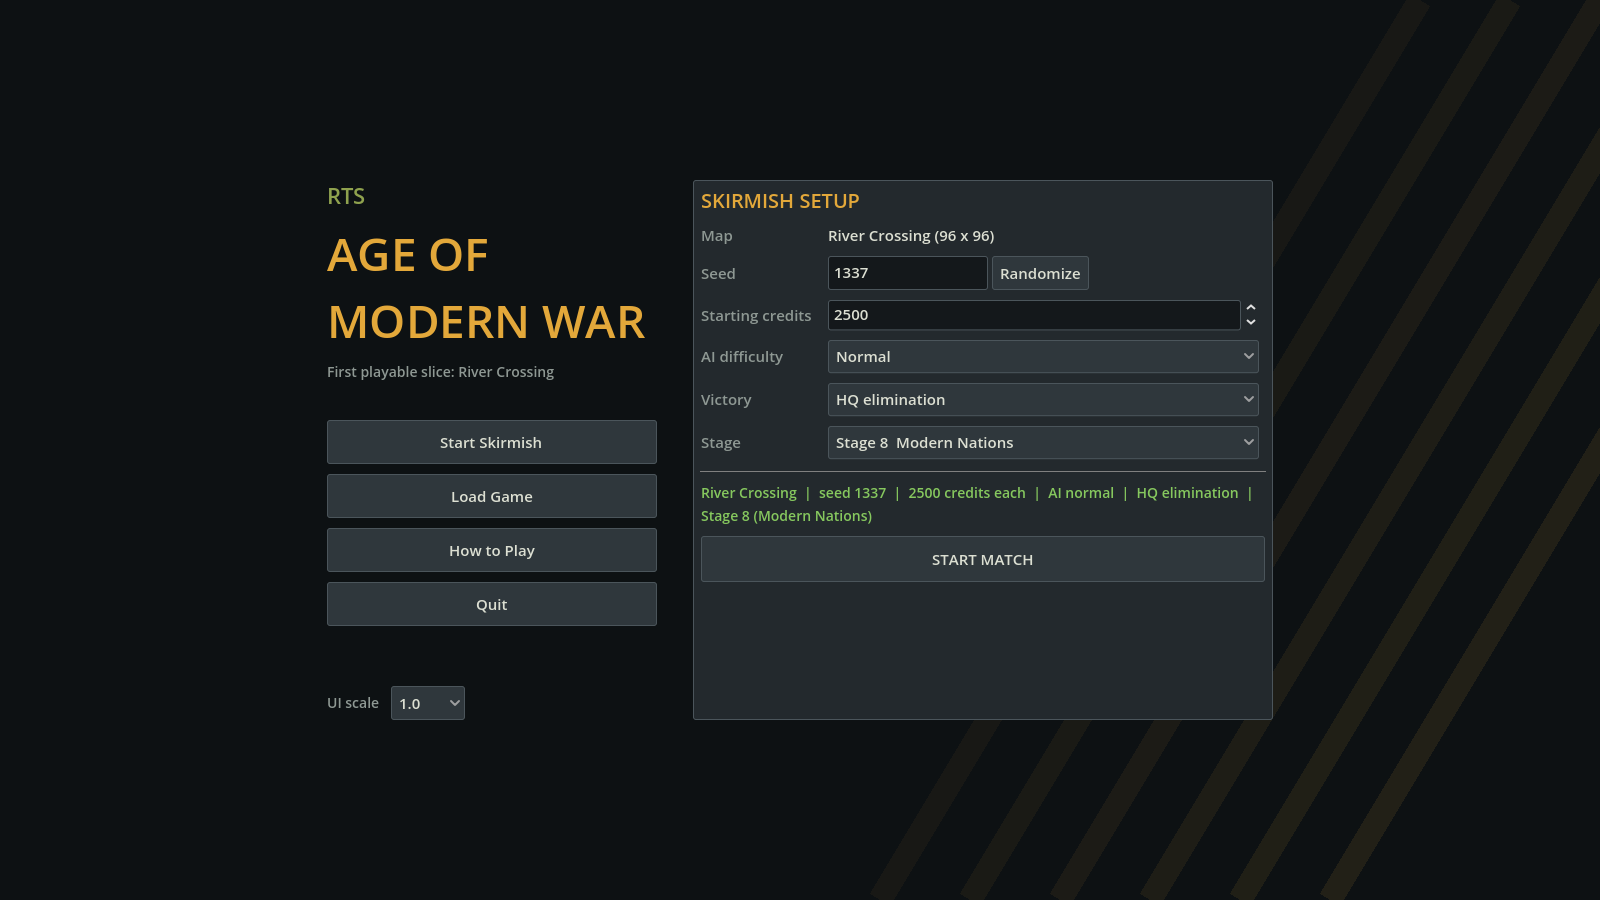 RTS
AGE OF
MODERN WAR
First playable slice: River Crossing
Start Skirmish
Load Game
How to Play
Quit
UI scale 1.0
SKIRMISH SETUP
Map River Crossing (96 x 96)
Seed 1337 Randomize
Starting credits 2500
AI difficulty Normal
Victory HQ elimination
Stage Stage 8 Modern Nations
River Crossing | seed 1337 | 2500 credits each | AI normal | HQ elimination |
Stage 8 (Modern Nations)
START MATCH